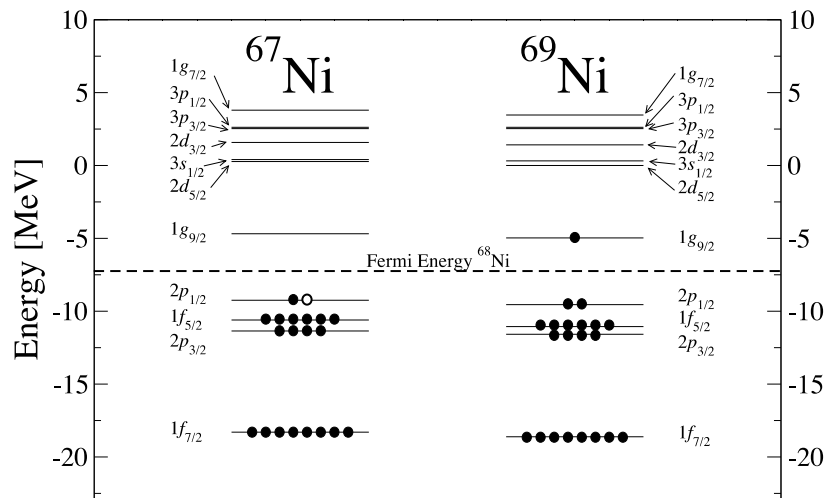 10
5
0
-5
-10
-15
-20
Energy [MeV]
⁶⁷Ni
1g₇/₂
3p₁/₂
3p₃/₂
2d₃/₂
3s₁/₂
2d₅/₂
1g₉/₂
2p₁/₂
1f₅/₂
2p₃/₂
1f₇/₂
Fermi Energy ⁶⁸Ni
⁶⁹Ni
1g₇/₂
3p₁/₂
3p₃/₂
2d₃/₂
3s₁/₂
2d₅/₂
1g₉/₂
2p₁/₂
1f₅/₂
2p₃/₂
1f₇/₂
10
5
0
-5
-10
-15
-20